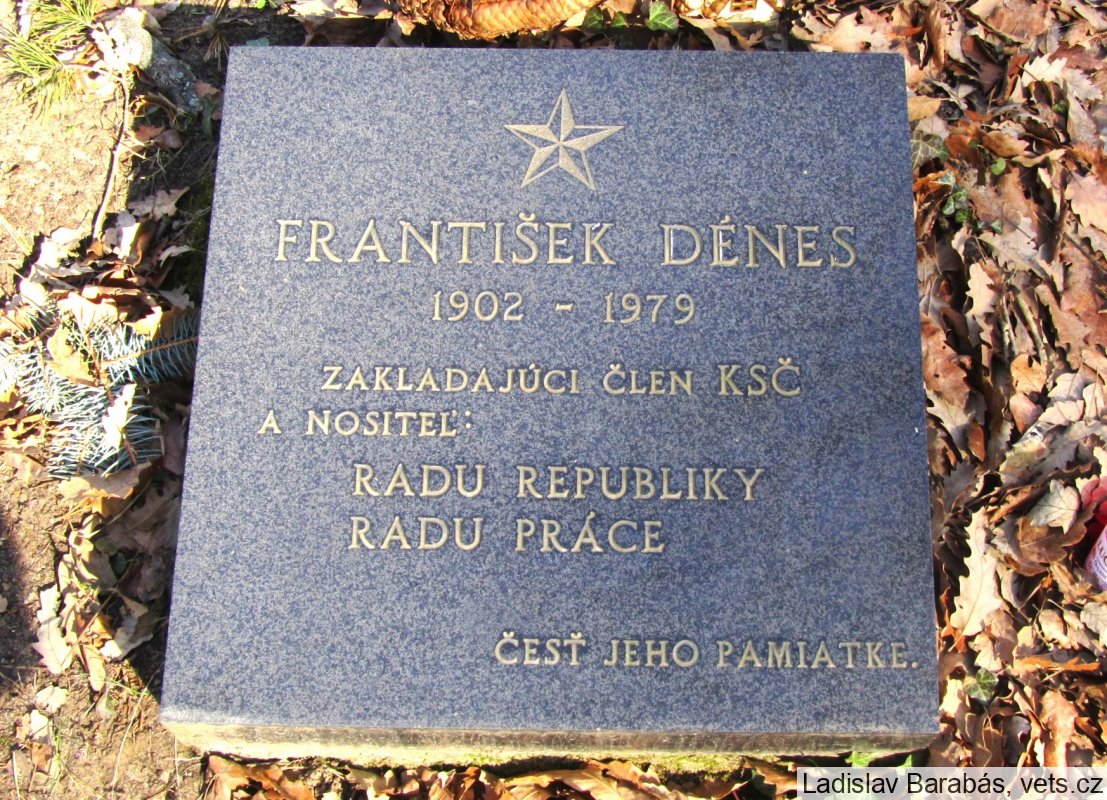 FRANTIŠEK DÉNES
1902 - 1979
ZAKLADAJÚCI ČLEN KSČ
A NOSITEĽ:
RADU REPUBLIKY
RADU PRÁCE
ČESŤ JEHO PAMIATKE.
Ladislav Barabás, vets.cz